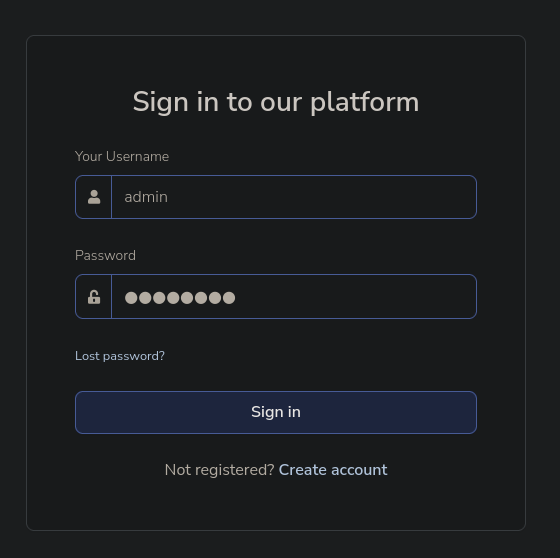 Sign in to our platform
Your Username
admin
Password
●●●●●●●●
Lost password?
Sign in
Not registered? Create account